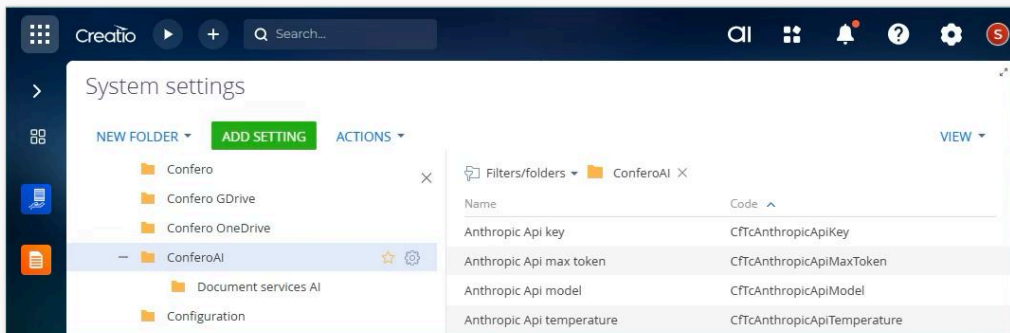 Creatio Search... ai S
System settings
NEW FOLDER ADD SETTING ACTIONS VIEW
Confero
Confero GDrive
Confero OneDrive
ConferoAI
Document services AI
Configuration
Filters/folders ConferoAI
Name Code
Anthropic Api key CfTcAnthropicApiKey
Anthropic Api max token CfTcAnthropicApiMaxToken
Anthropic Api model CfTcAnthropicApiModel
Anthropic Api temperature CfTcAnthropicApiTemperature